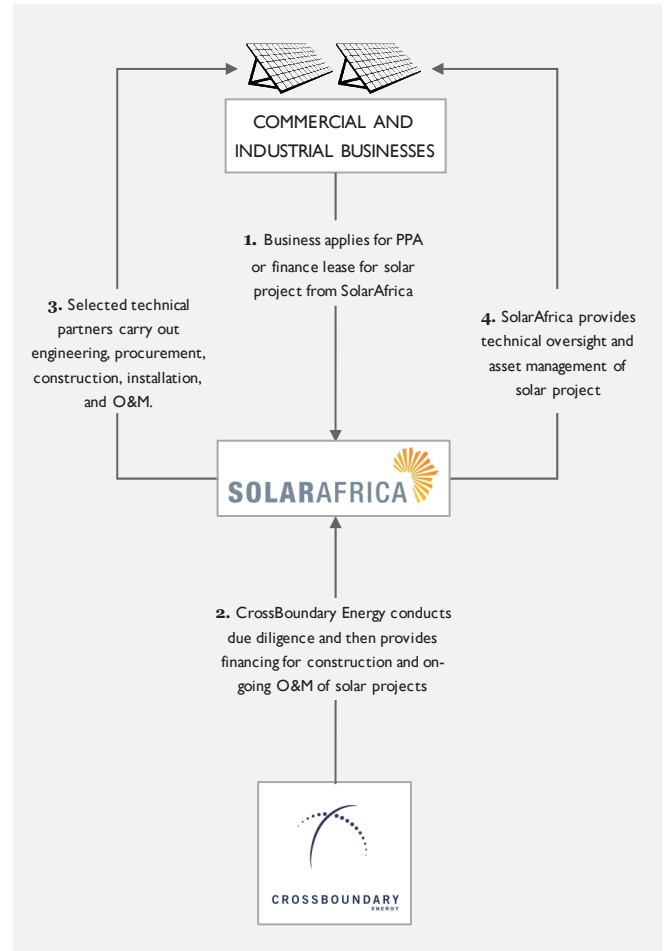 COMMERCIAL AND
INDUSTRIAL BUSINESSES
1. Business applies for PPA
or finance lease for solar
project from SolarAfrica
3. Selected technical
partners carry out
engineering, procurement,
construction, installation,
and O&M.
4. SolarAfrica provides
technical oversight and
asset management of
solar project
SOLARAFRICA
2. CrossBoundary Energy conducts
due diligence and then provides
financing for construction and on-
going O&M of solar projects
CROSSBOUNDARY
ENERGY